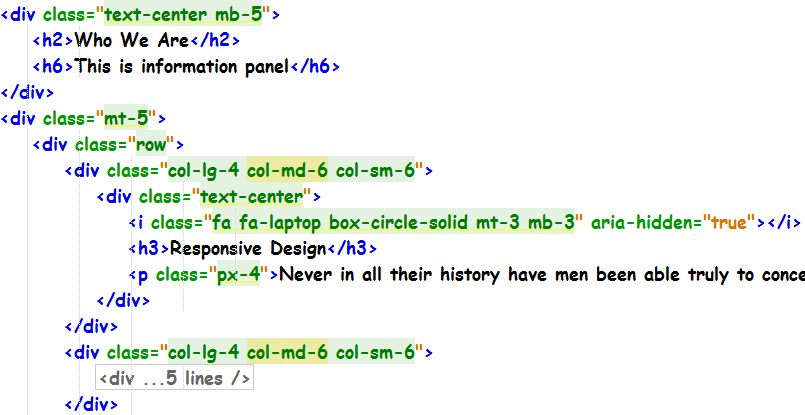 <div class="text-center mb-5">
<h2>Who We Are</h2>
<h6>This is information panel</h6>
</div>
<div class="mt-5">
<div class="row">
<div class="col-lg-4 col-md-6 col-sm-6">
<div class="text-center">
<i class="fa fa-laptop box-circle-solid mt-3 mb-3" aria-hidden="true"></i>
<h3>Responsive Design</h3>
<p class="px-4">Never in all their history have men been able truly to conce
</div>
</div>
<div class="col-lg-4 col-md-6 col-sm-6">
<div ...5 lines />
</div>